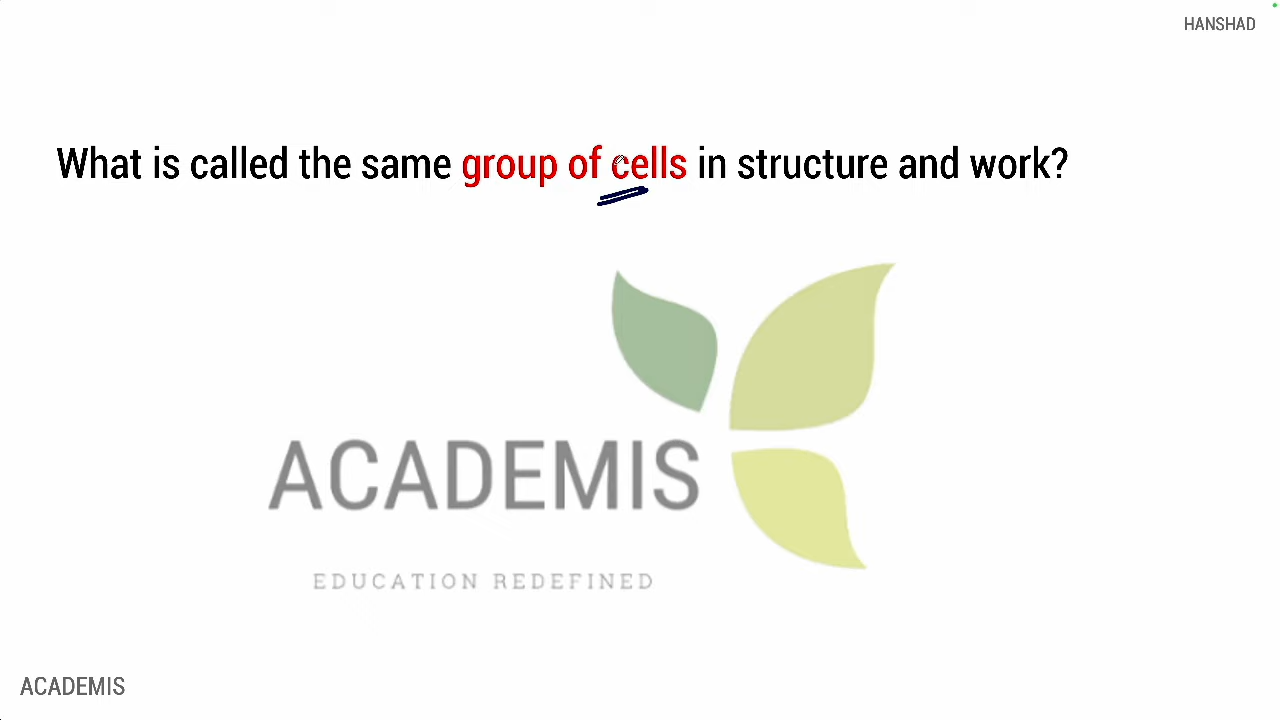 HANSHAD
What is called the same group of cells in structure and work?
ACADEMIS
EDUCATION REDEFINED
ACADEMIS